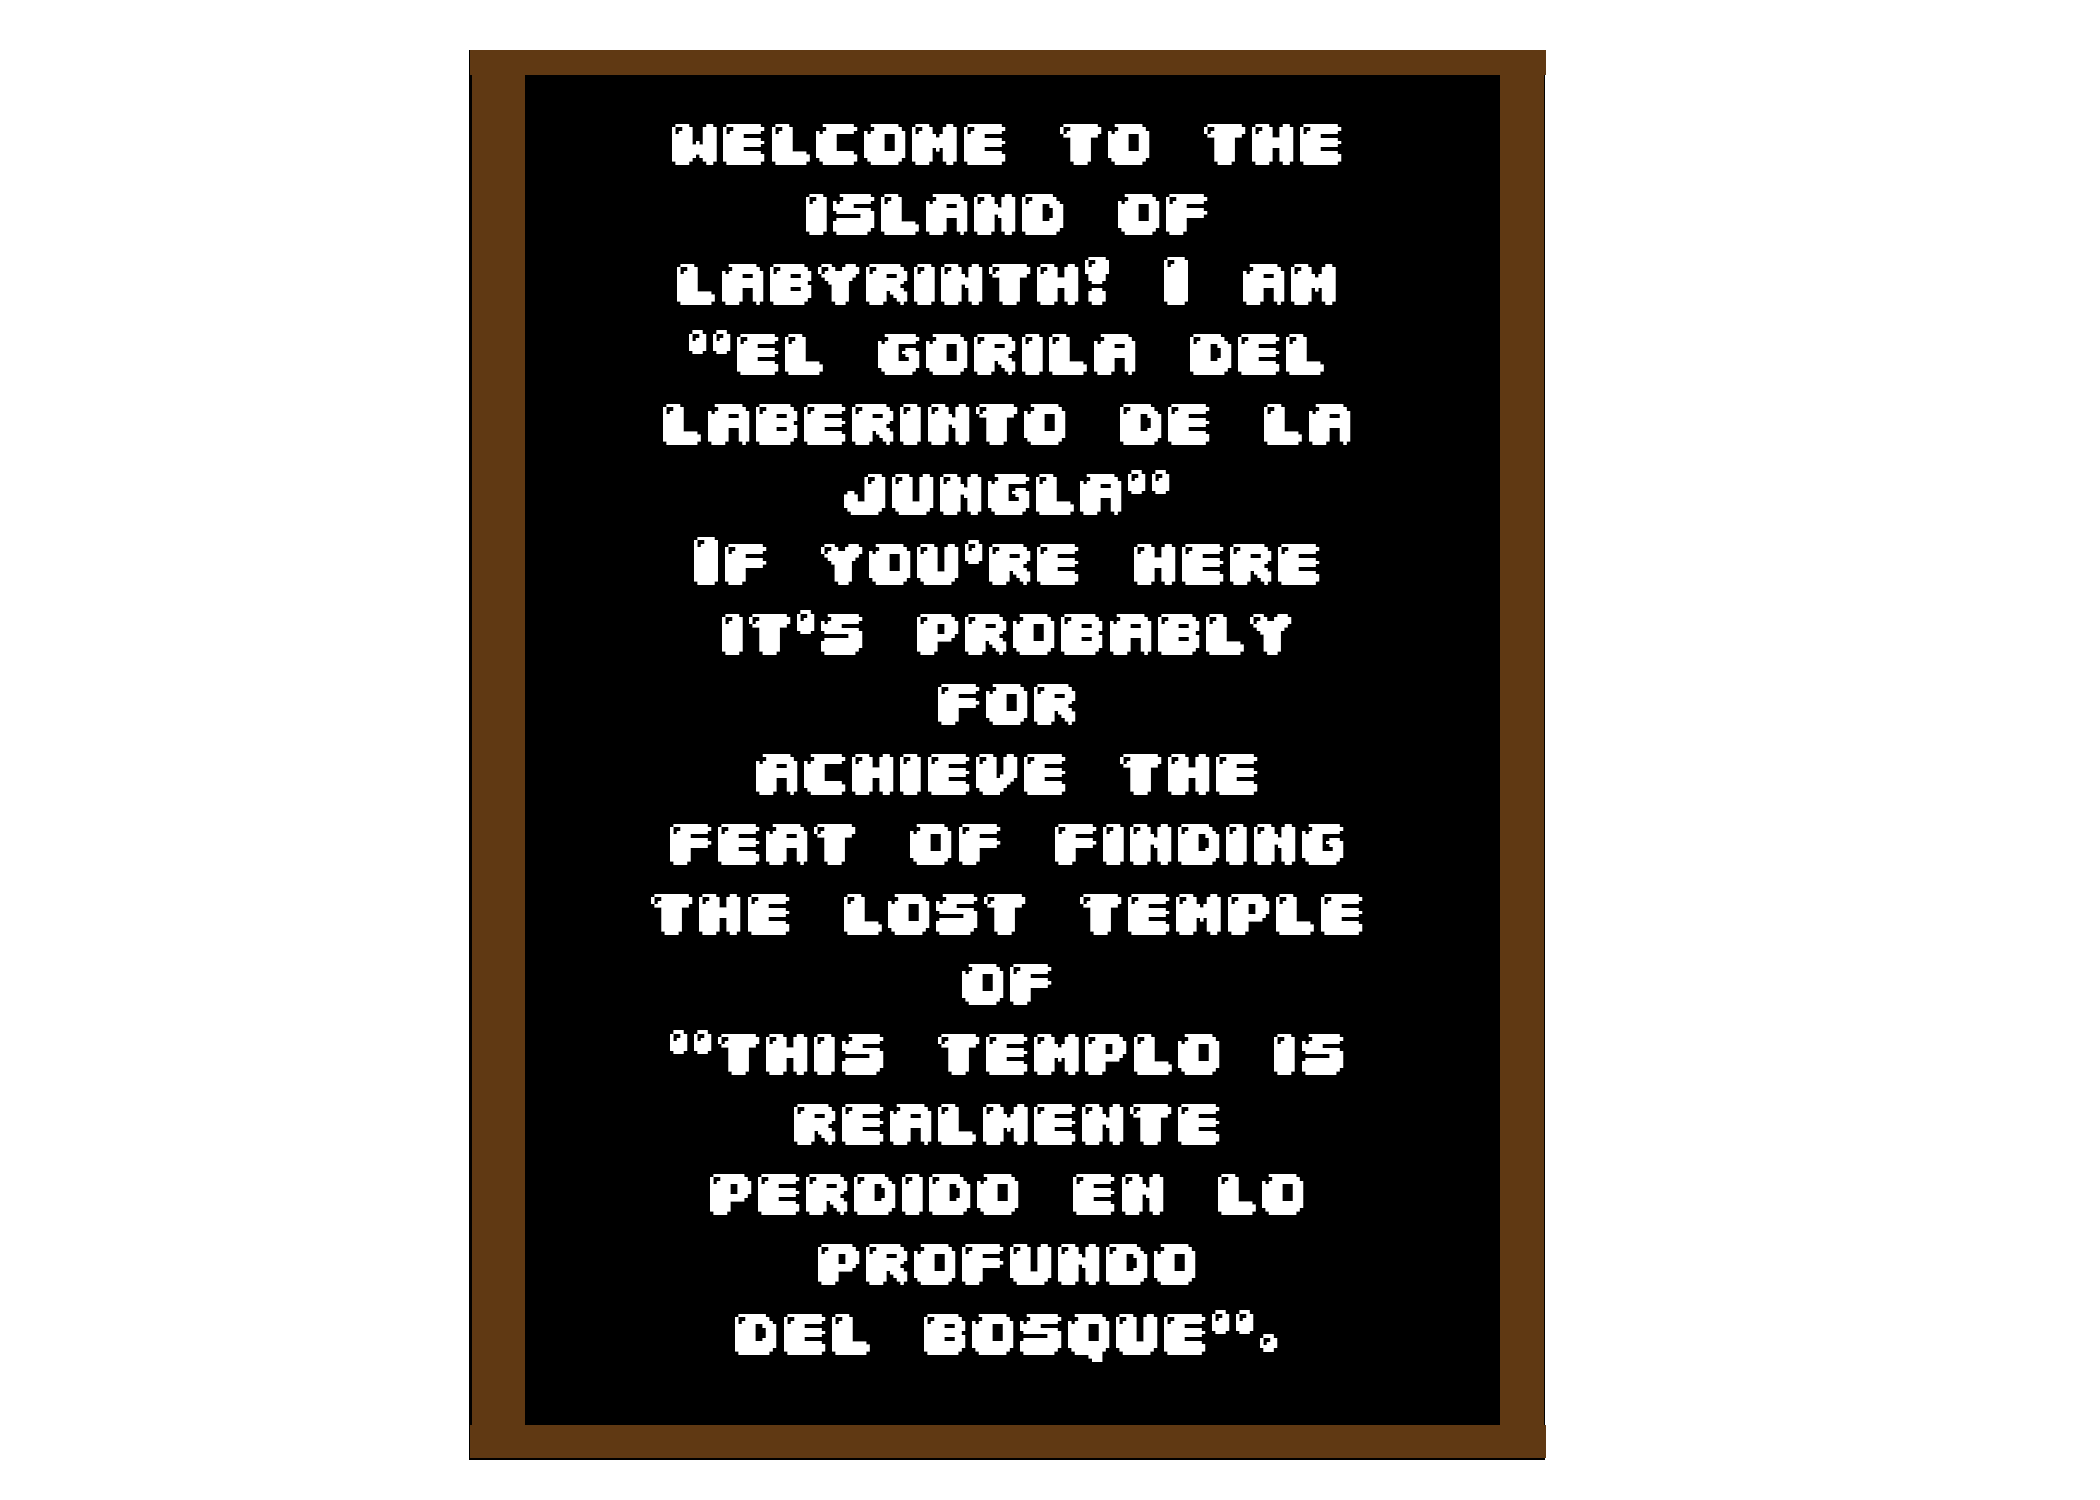 WELCOME TO THE
ISLAND OF
LABYRINTH! I AM
"EL GORILA DEL
LABERINTO DE LA
JUNGLA"
IF YOU'RE HERE
IT'S PROBABLY
FOR
ACHIEVE THE
FEAT OF FINDING
THE LOST TEMPLE
OF
"THIS TEMPLO IS
REALMENTE
PERDIDO EN LO
PROFUNDO
DEL BOSQUE".